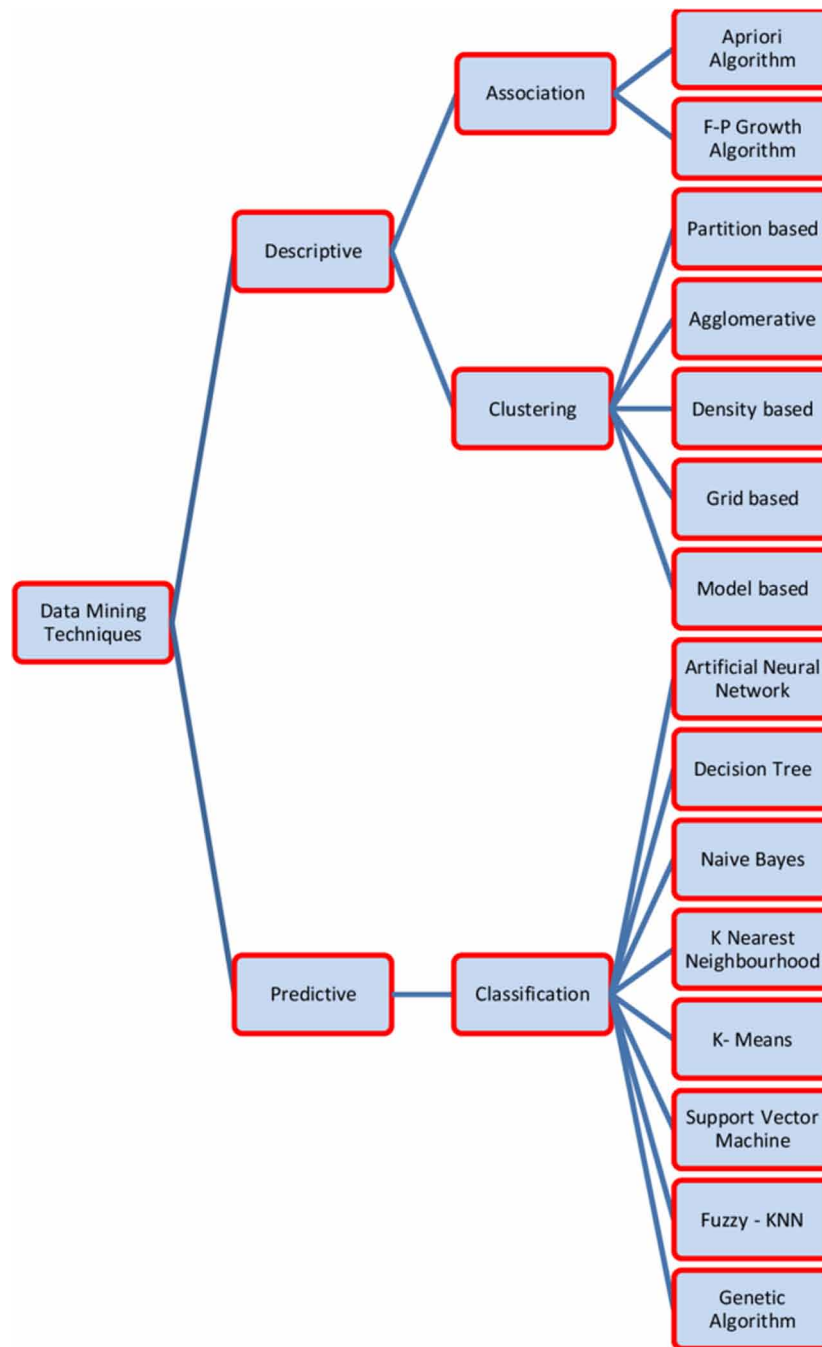 Apriori
Algorithm
Association
F-P Growth
Algorithm
Partition based
Descriptive
Agglomerative
Clustering
Density based
Grid based
Model based
Data Mining
Techniques
Artificial Neural
Network
Decision Tree
Naive Bayes
K Nearest
Neighbourhood
Predictive
Classification
K- Means
Support Vector
Machine
Fuzzy - KNN
Genetic
Algorithm